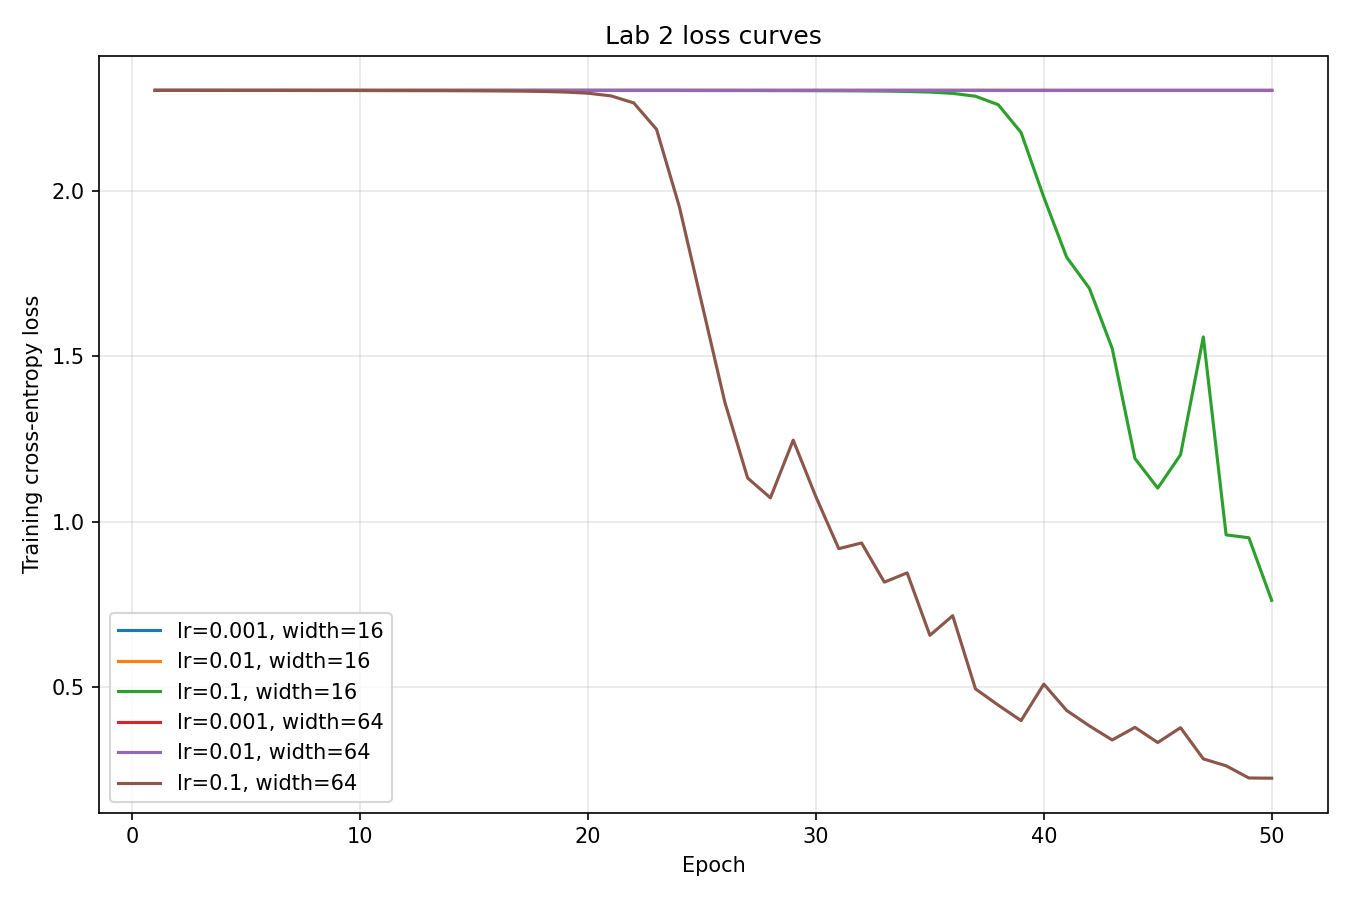 Lab 2 loss curves
Training cross-entropy loss
2.0
1.5
1.0
0.5
lr=0.001, width=16
lr=0.01, width=16
lr=0.1, width=16
lr=0.001, width=64
lr=0.01, width=64
lr=0.1, width=64
0 10 20 30 40 50
Epoch